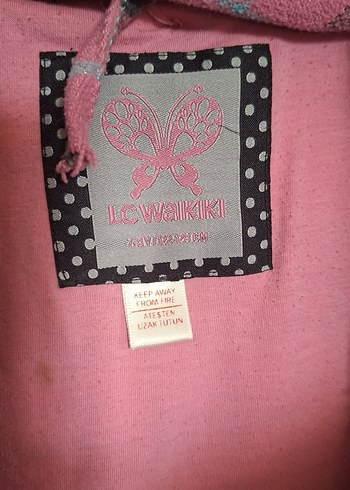 LC WAIKIKI
KEEP AWAY
FROM FIRE
ATEŞTEN
UZAK TUTUN